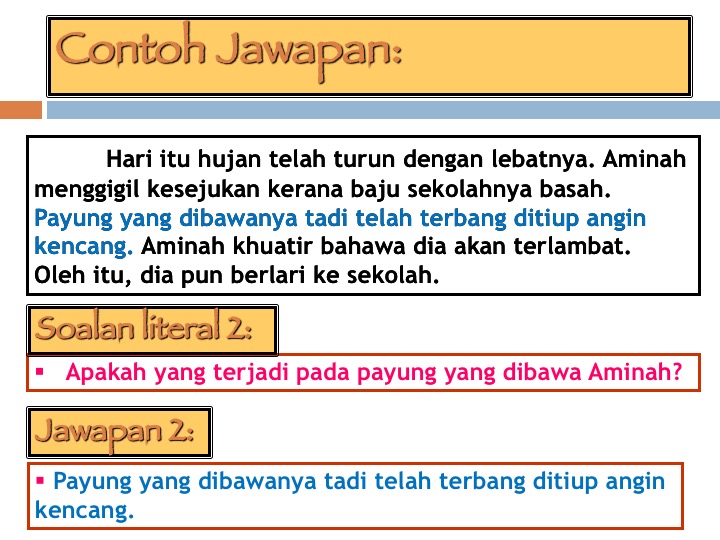 Contoh Jawapan:
Hari itu hujan telah turun dengan lebatnya. Aminah
menggigil kesejukan kerana baju sekolahnya basah.
Payung yang dibawanya tadi telah terbang ditiup angin
kencang. Aminah khuatir bahawa dia akan terlambat.
Oleh itu, dia pun berlari ke sekolah.
Soalan literal 2:
▪ Apakah yang terjadi pada payung yang dibawa Aminah?
Jawapan 2:
▪ Payung yang dibawanya tadi telah terbang ditiup angin
kencang.